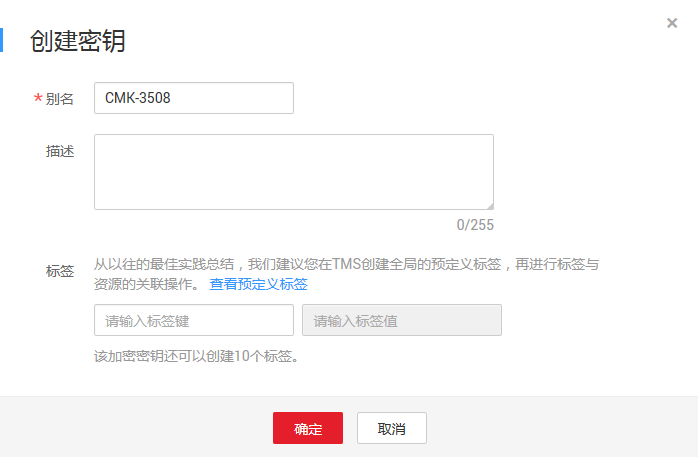 创建密钥
×
* 别名 CMK-3508
描述
0/255
标签 从以往的最佳实践总结，我们建议您在TMS创建全局的预定义标签，再进行标签与
资源的关联操作。 查看预定义标签
请输入标签键 请输入标签值
该加密密钥还可以创建10个标签。
确定 取消